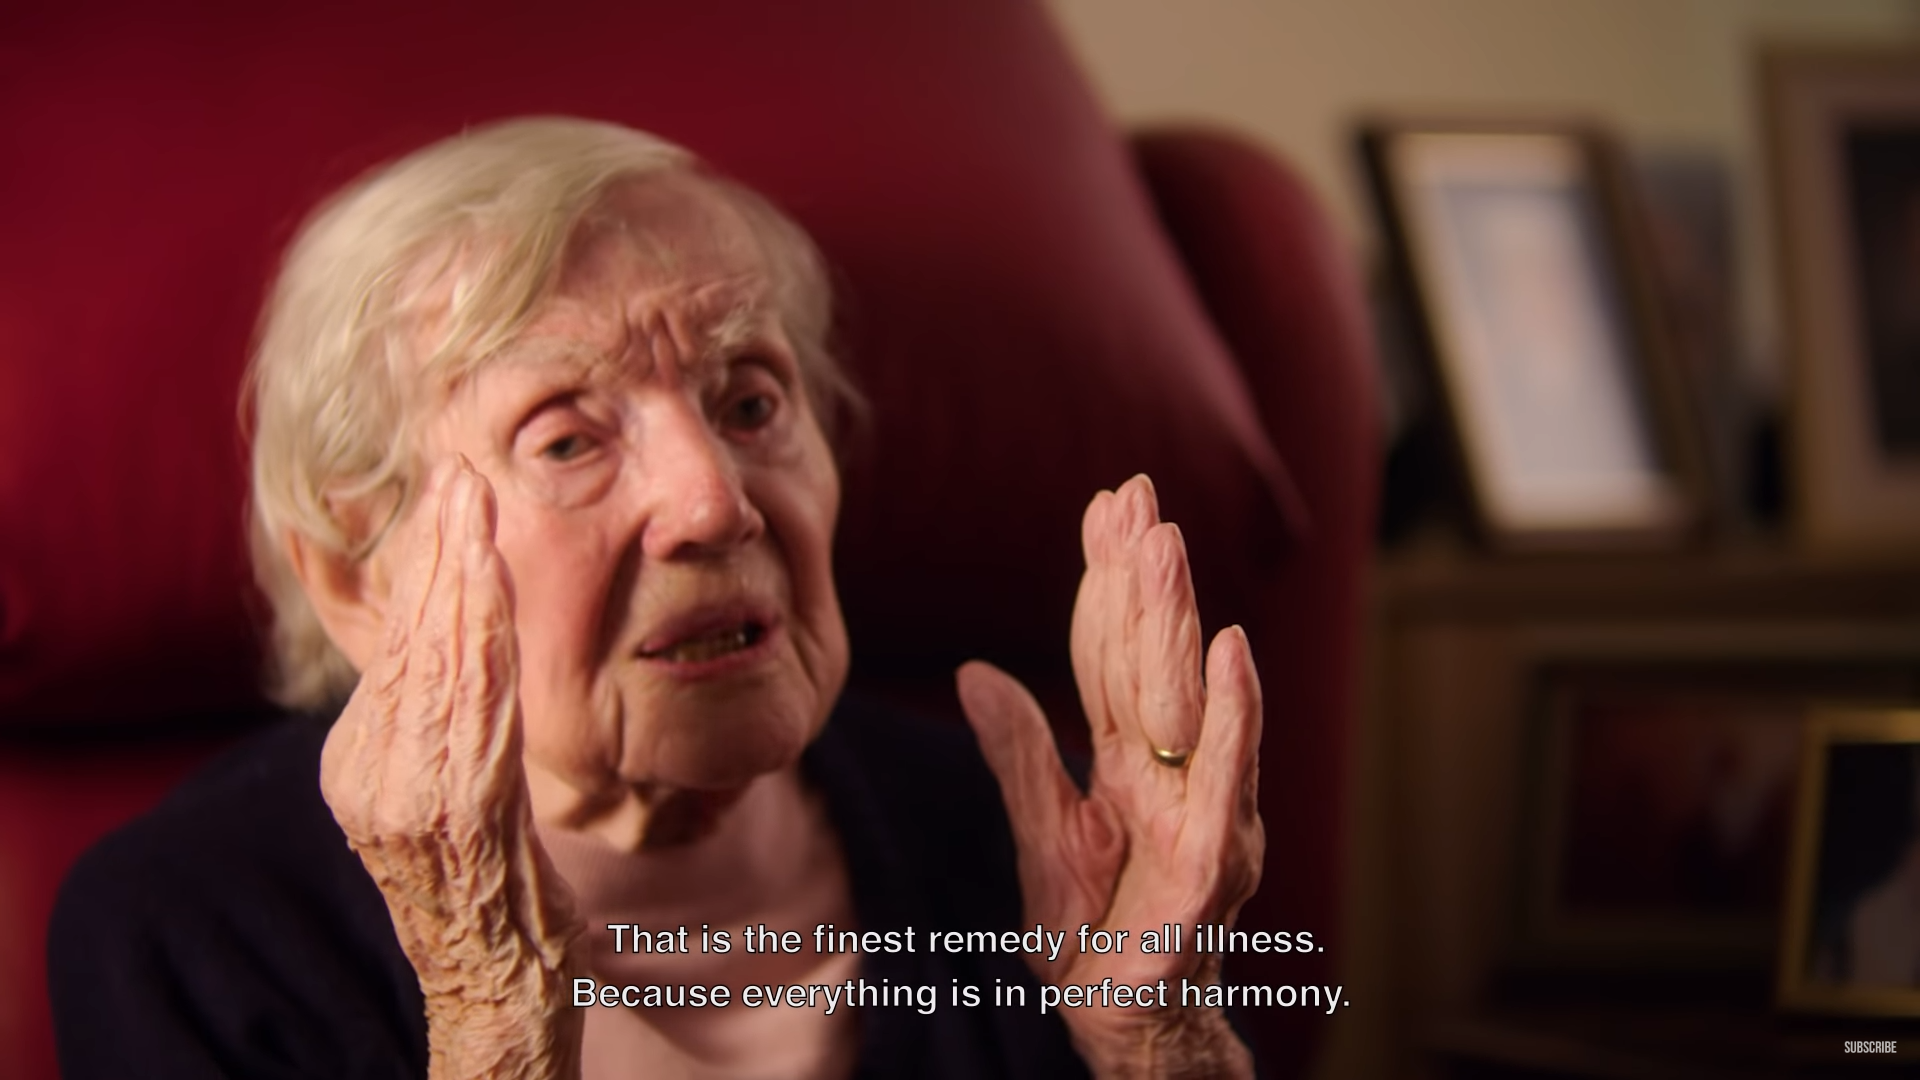 That is the finest remedy for all illness.
Because everything is in perfect harmony.
SUBSCRIBE